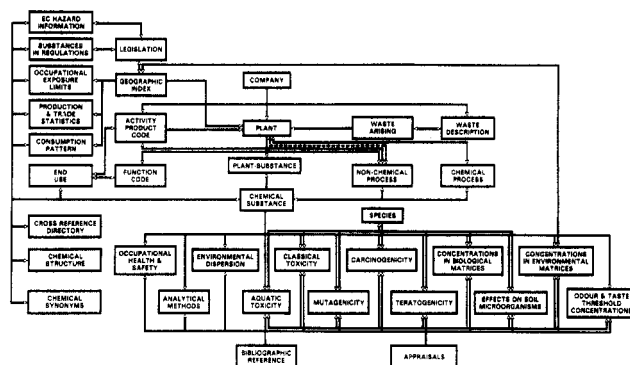 EC HAZARD
INFORMATION
SUBSTANCES
IN REGULATIONS
LEGISLATION
OCCUPATIONAL
EXPOSURE
LIMITS
GEOGRAPHIC
INDEX
COMPANY
PRODUCTION
& TRADE
STATISTICS
ACTIVITY
PRODUCT
CODE
PLANT
WASTE
ARISING
WASTE
DESCRIPTION
CONSUMPTION
PATTERN
END
USE
FUNCTION
CODE
PLANT-SUBSTANCE
NON-CHEMICAL
PROCESS
CHEMICAL
PROCESS
CHEMICAL
SUBSTANCE
SPECIES
CROSS REFERENCE
DIRECTORY
CHEMICAL
STRUCTURE
CHEMICAL
SYNONYMS
OCCUPATIONAL
HEALTH &
SAFETY
ENVIRONMENTAL
DISPERSION
CLASSICAL
TOXICITY
CARCINOGENICITY
CONCENTRATIONS
IN BIOLOGICAL
MATRICES
CONCENTRATIONS
IN ENVIRONMENTAL
MATRICES
ANALYTICAL
METHODS
AQUATIC
TOXICITY
MUTAGENICITY
TERATOGENICITY
EFFECTS ON SOIL
MICROORGANISMS
ODOUR & TASTE
THRESHOLD
CONCENTRATIONS
BIBLIOGRAPHIC
REFERENCE
APPRAISALS